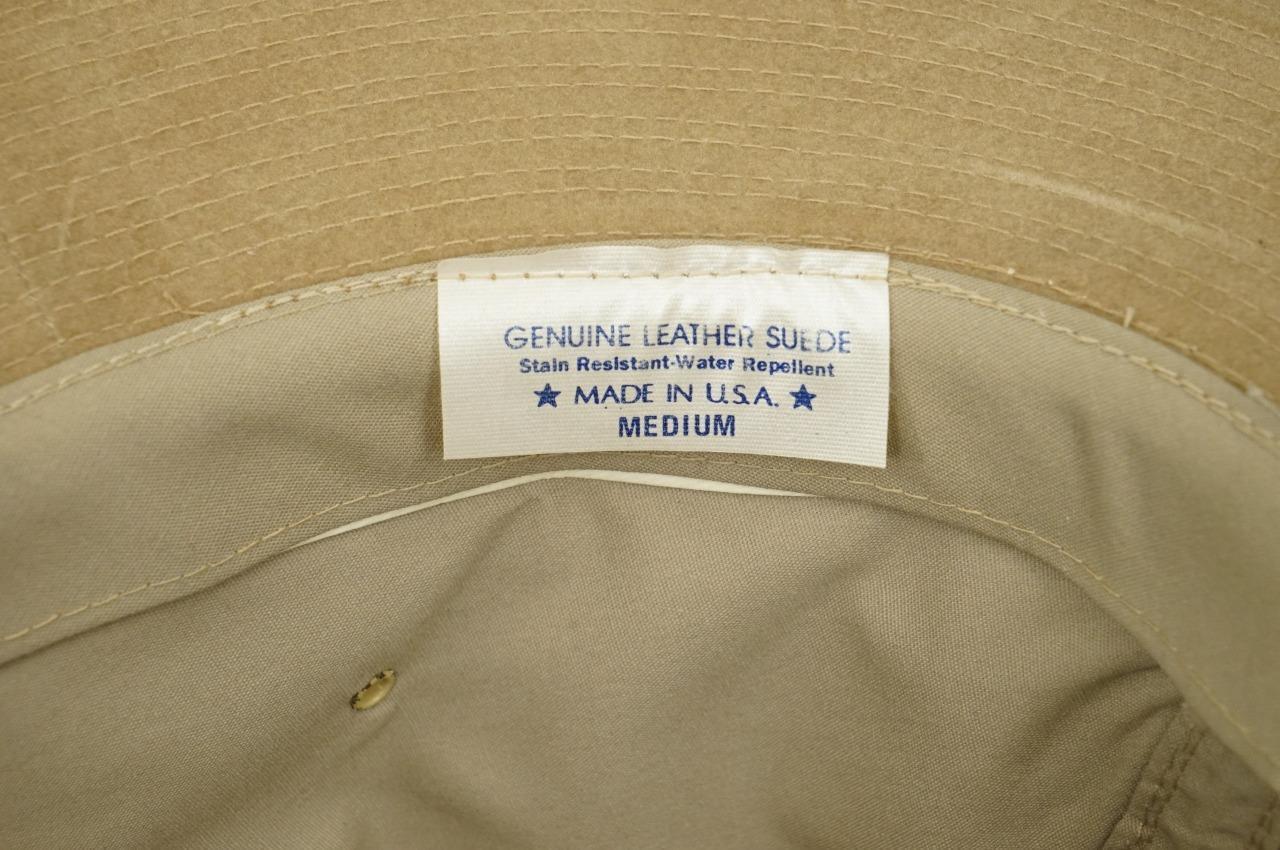 GENUINE LEATHER SUEDE
Stain Resistant-Water Repellent
★ MADE IN U.S.A. ★
MEDIUM